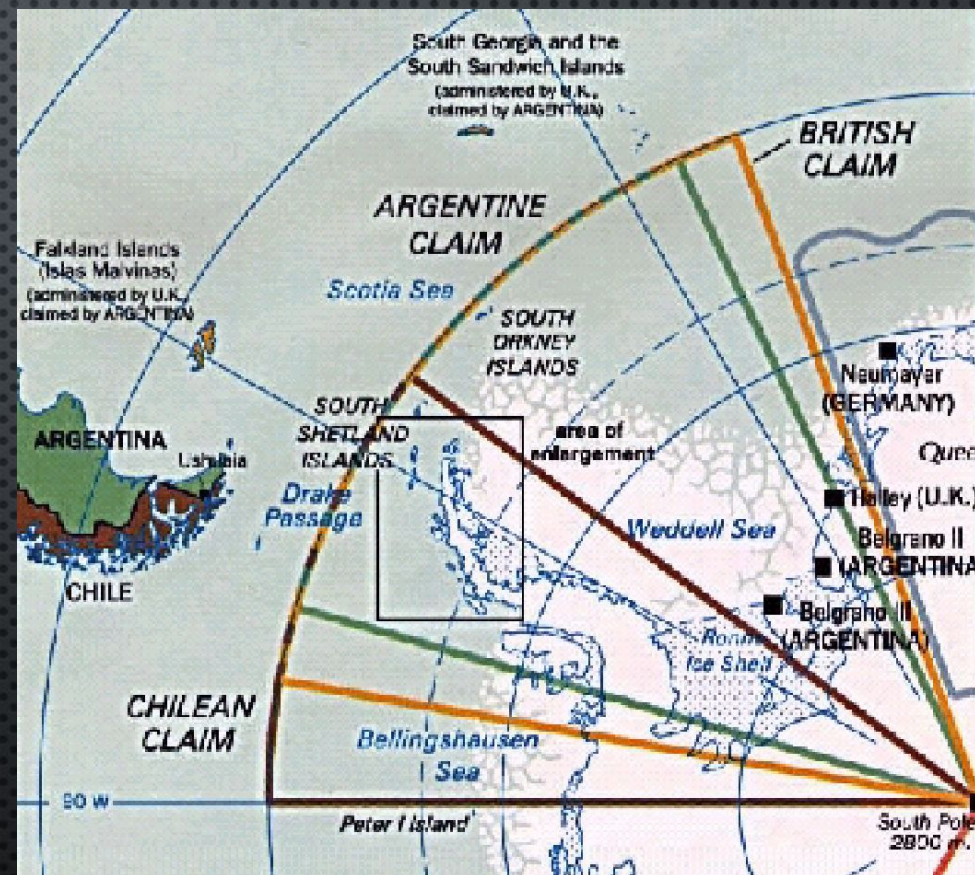 South Georgia and the
South Sandwich Islands
(administered by U.K.,
claimed by ARGENTINA)
BRITISH
CLAIM
ARGENTINE
CLAIM
Falkland Islands
(Islas Malvinas)
(administered by U.K.,
claimed by ARGENTINA)
Scotia Sea
SOUTH
ORKNEY
ISLANDS
Neumayer
(GERMANY)
SOUTH
SHETLAND
ISLANDS
ARGENTINA
Ushuaia
area of
enlargement
Quee
Drake
Passage
Halley (U.K.)
Weddell Sea
Belgrano II
(ARGENTINA
CHILE
Belgrano III
(ARGENTINA)
Ronne
Ice Shelf
CHILEAN
CLAIM
Bellingshausen
Sea
90 W
Peter I Island
South Pole
2800 m.